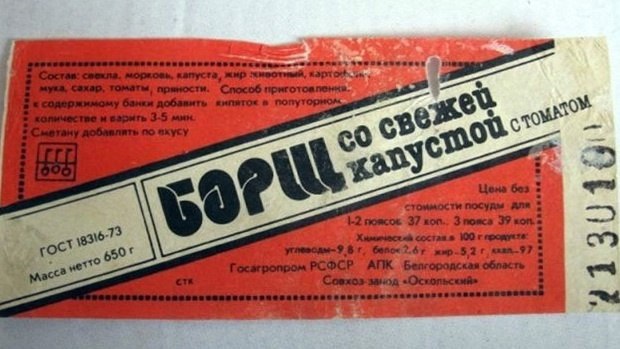 Состав: свекла, морковь, капуста, жир животный, картофель,
мука, сахар, томаты, пряности. Способ приготовления:
к содержимому банки добавить кипяток в полуторном
количестве и варить 3-5 мин.
Сметану добавлять по вкусу
БОРЩ
со свежей
капустой с томатом
ГОСТ 18316-73
Масса нетто 650 г
Цена без
стоимости посуды для
1-2 поясов 37 коп. 3 пояса 39 коп.
Химический состав в 100 г продукта:
углеводы-9,8 г, белок 2,6 г жир-5,2 г, ккал-97
Госагропром РСФСР АПК Белгородская область
Совхоз-завод «Оскольский»
СТК